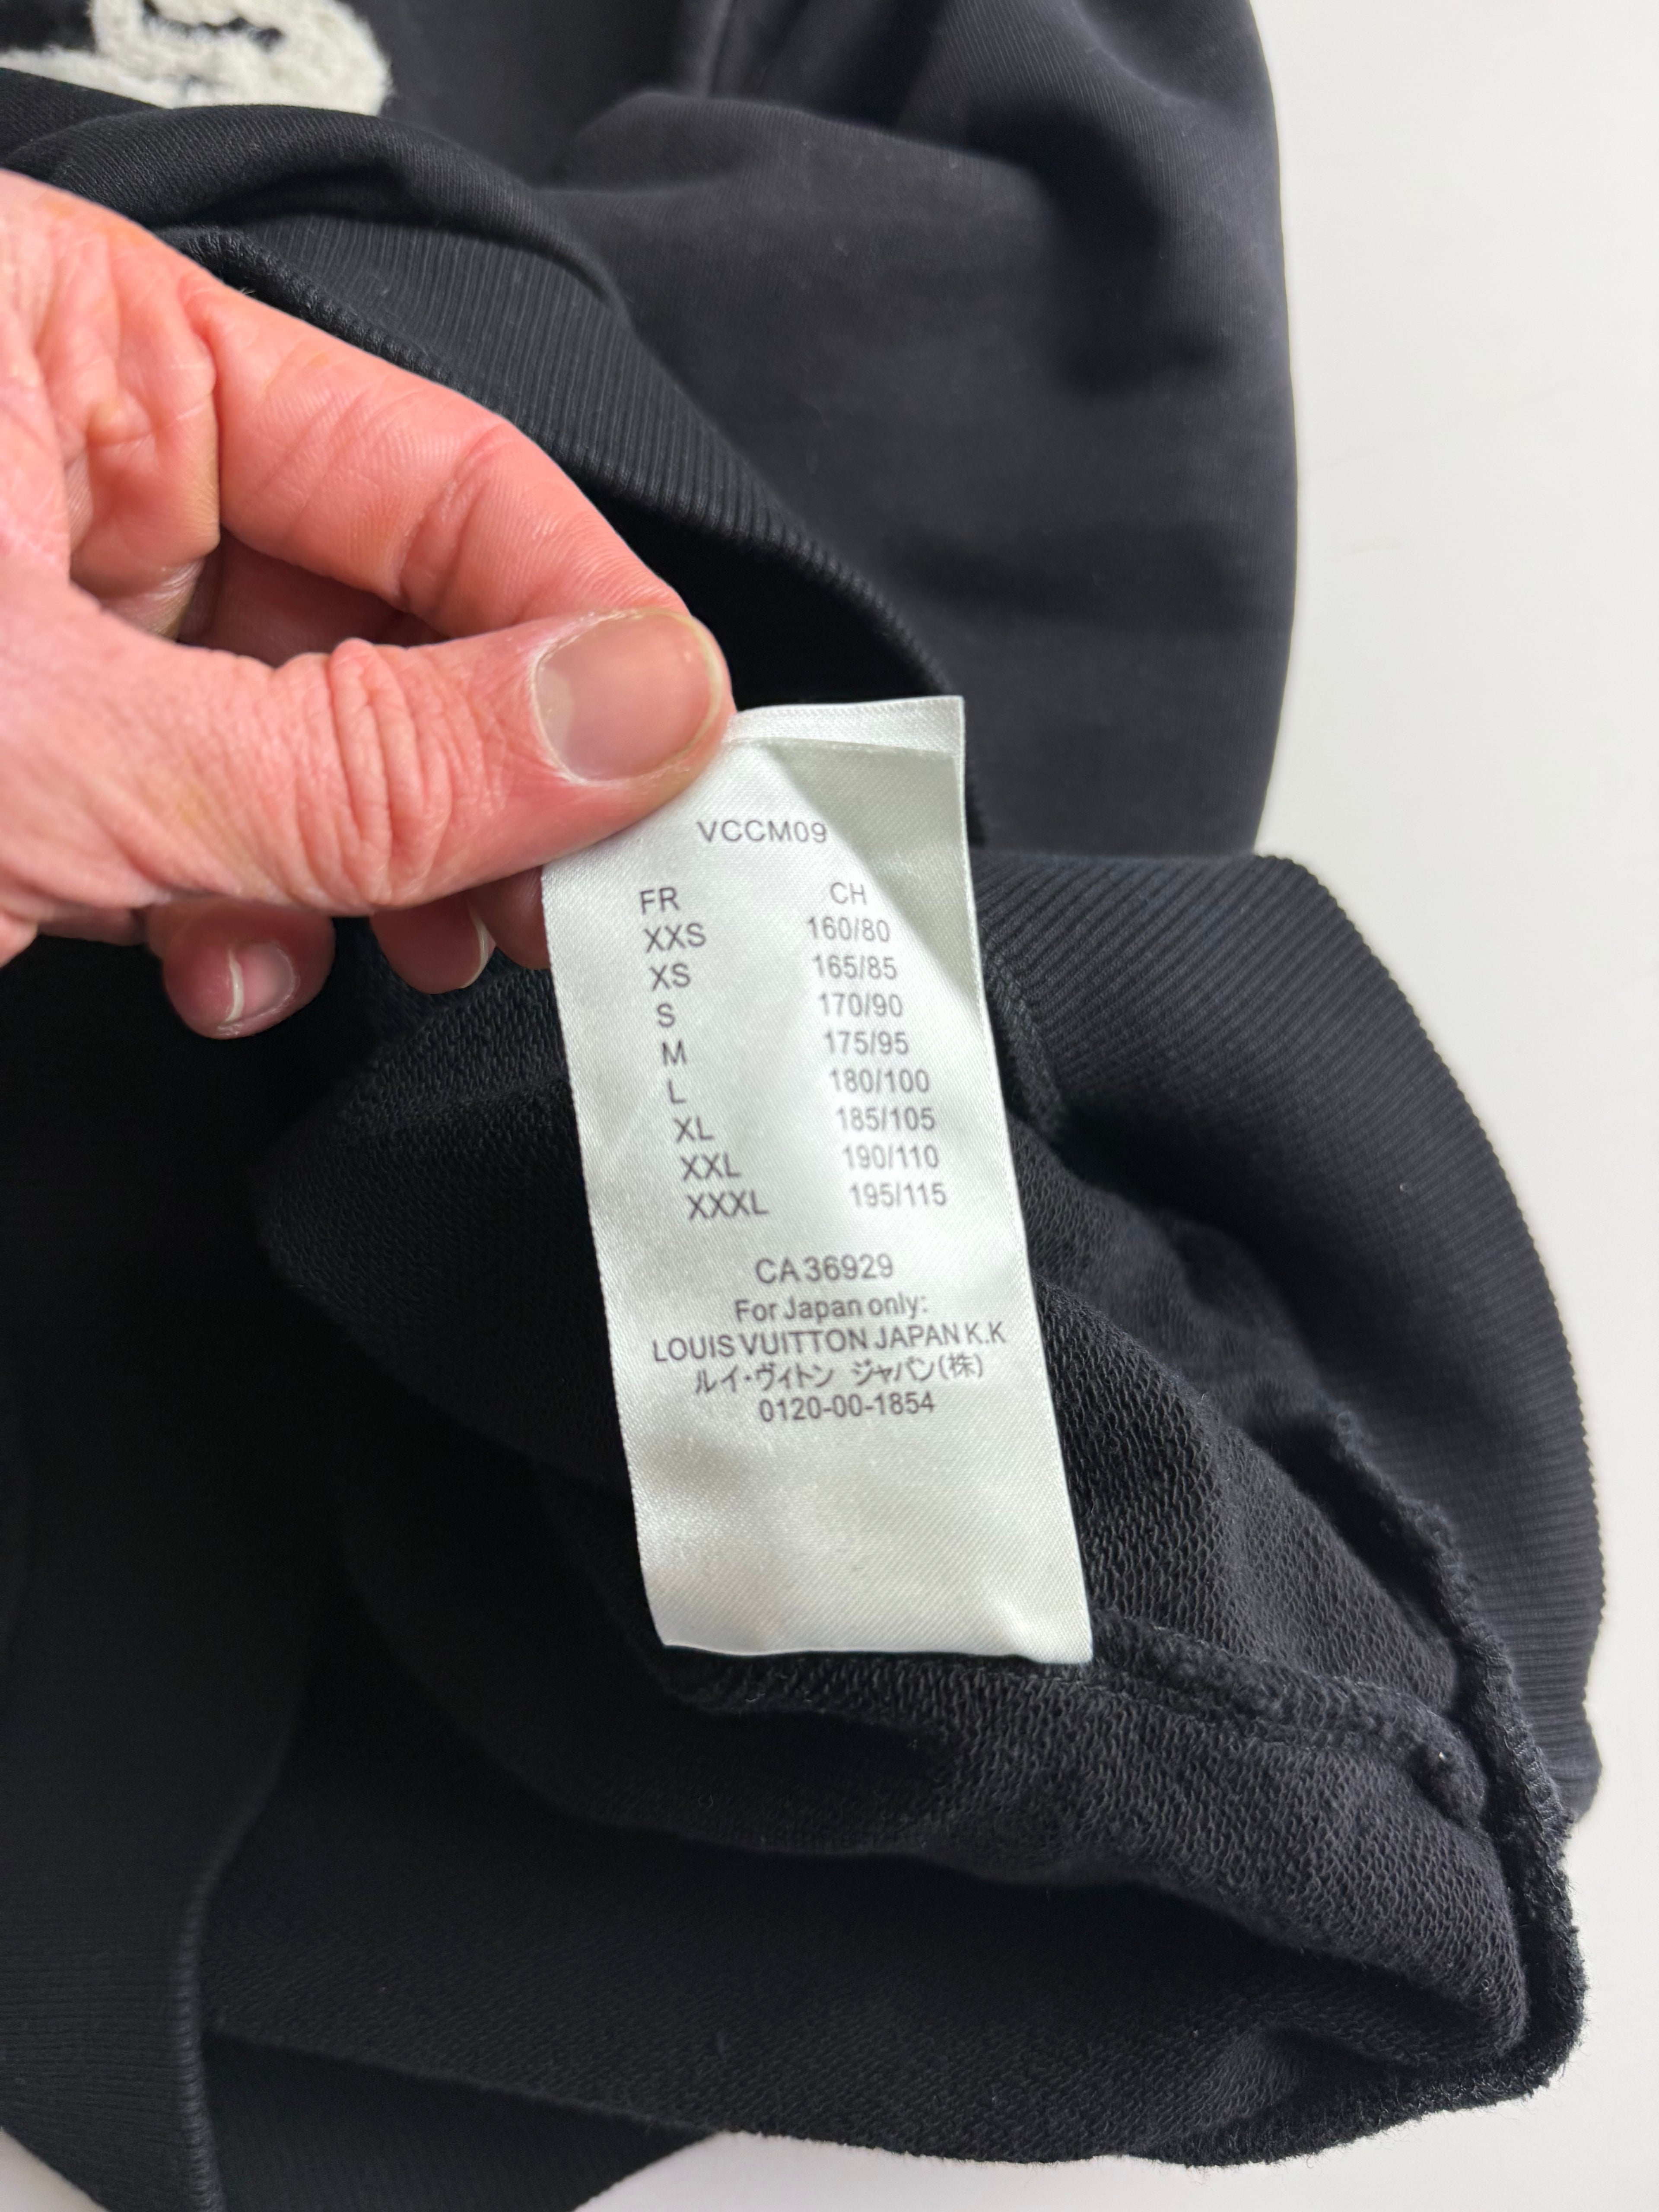 VCCM09
FR CH
XXS 160/80
XS 165/85
S 170/90
M 175/95
L 180/100
XL 185/105
XXL 190/110
XXXL 195/115
CA 36929
For Japan only:
LOUIS VUITTON JAPAN K.K
ルイ・ヴィトン ジャパン(株)
0120-00-1854